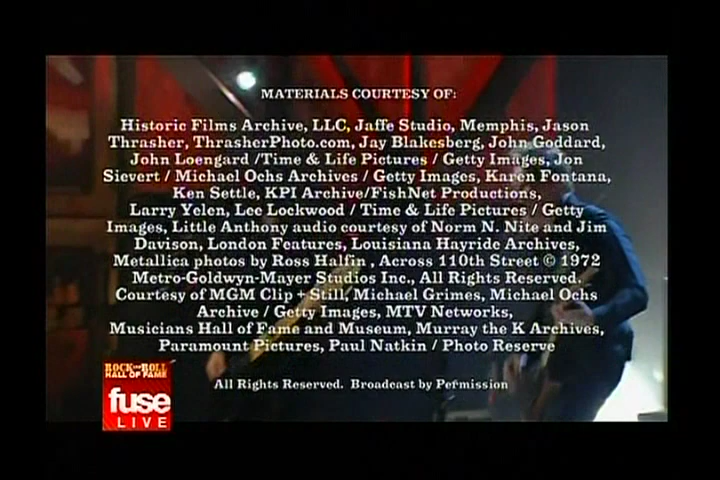 MATERIALS COURTESY OF:
Historic Films Archive, LLC, Jaffe Studio, Memphis, Jason
Thrasher, ThrasherPhoto.com, Jay Blakesberg, John Goddard,
John Loengard /Time & Life Pictures / Getty Images, Jon
Sievert / Michael Ochs Archives / Getty Images, Karen Fontana,
Ken Settle, KPI Archive/FishNet Productions,
Larry Yelen, Lee Lockwood / Time & Life Pictures / Getty
Images, Little Anthony audio courtesy of Norm N. Nite and Jim
Davison, London Features, Louisiana Hayride Archives,
Metallica photos by Ross Halfin , Across 110th Street © 1972
Metro-Goldwyn-Mayer Studios Inc., All Rights Reserved.
Courtesy of MGM Clip + Still, Michael Grimes, Michael Ochs
Archive / Getty Images, MTV Networks,
Musicians Hall of Fame and Museum, Murray the K Archives,
Paramount Pictures, Paul Natkin / Photo Reserve
All Rights Reserved. Broadcast by Permission
ROCK AND ROLL
HALL OF FAME
fuse
LIVE